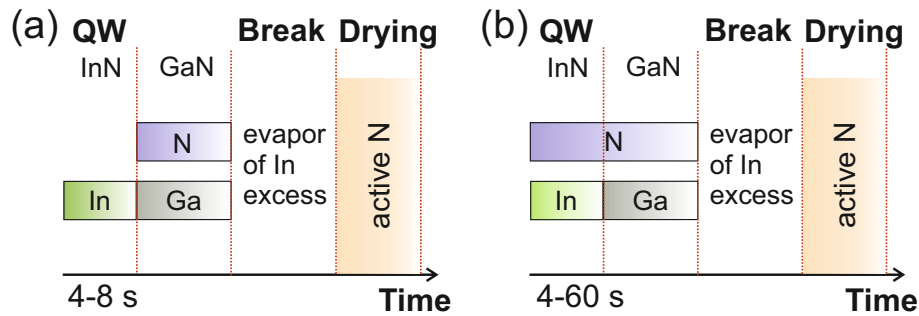 (a) QW Break Drying
InN GaN
N
In Ga
evapor
of In
excess
active N
4-8 s
Time
(b) QW Break Drying
InN GaN
N
In Ga
evapor
of In
excess
active N
4-60 s
Time